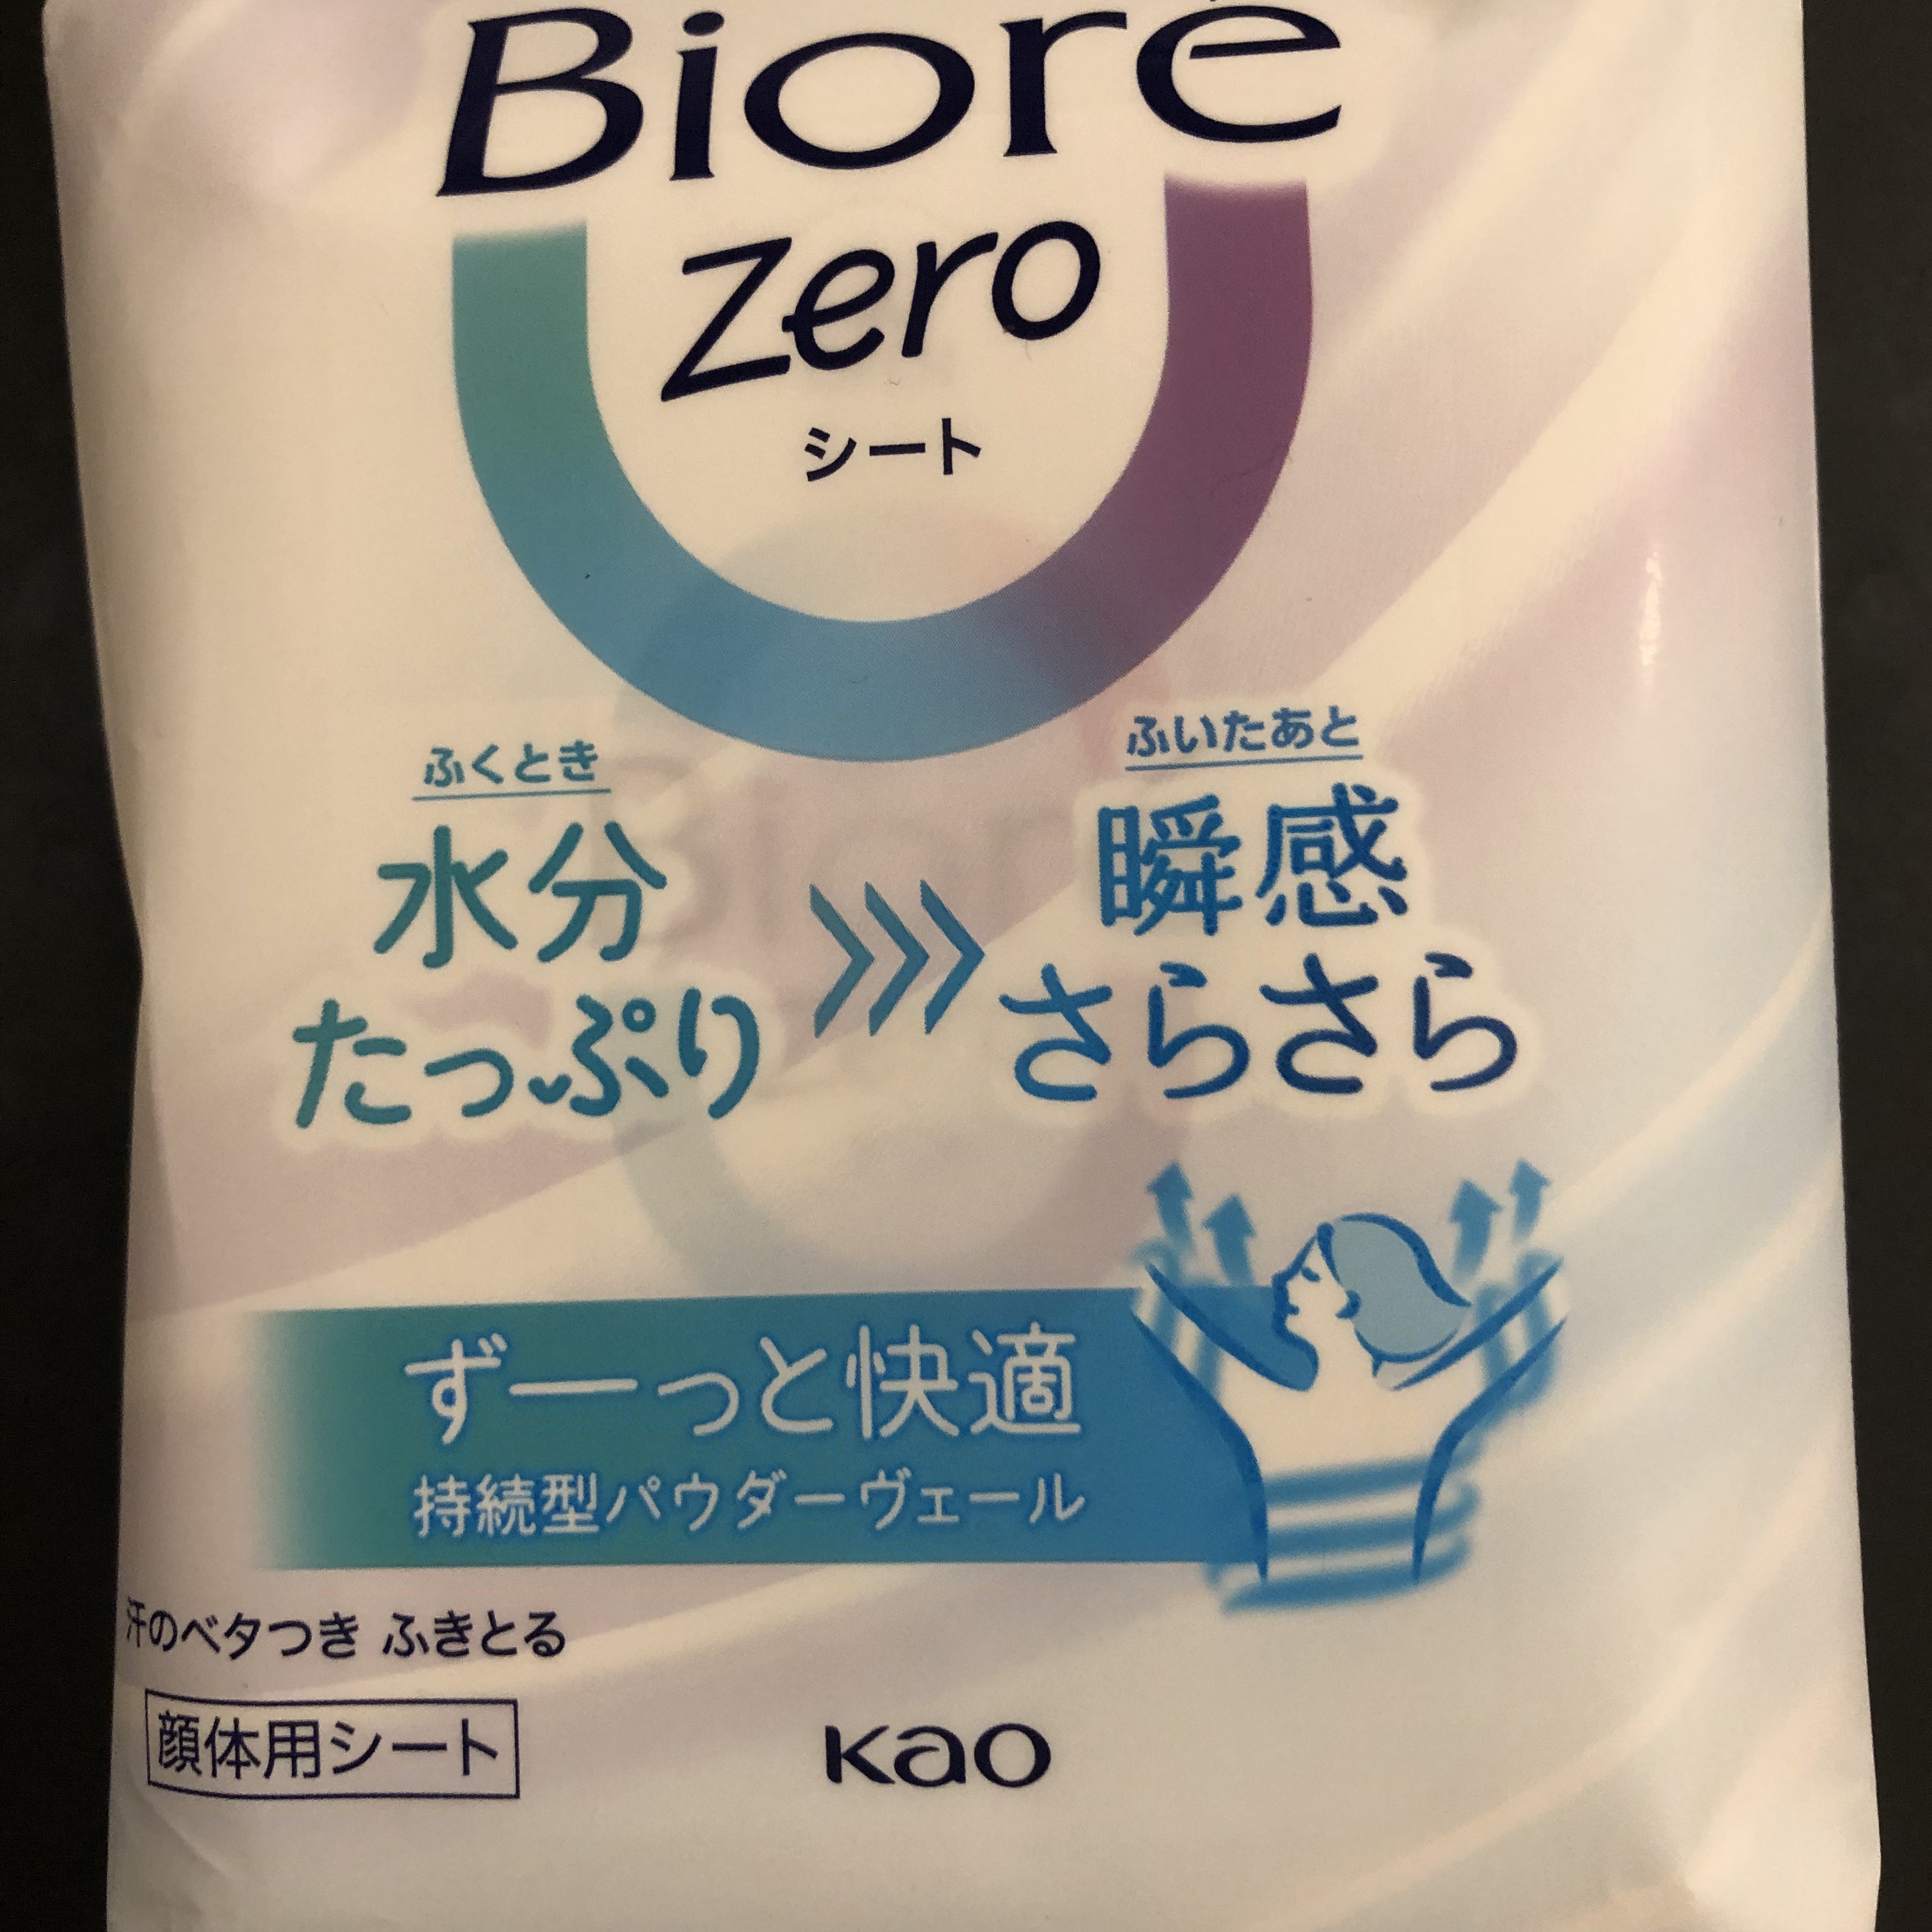 Bioré
Zero
シート
ふくとき
水分
たっぷり
ふいたあと
瞬感
さらさら
ずーっと快適
持続型パウダーヴェール
汗のベタつき ふきとる
顔体用シート
Kao